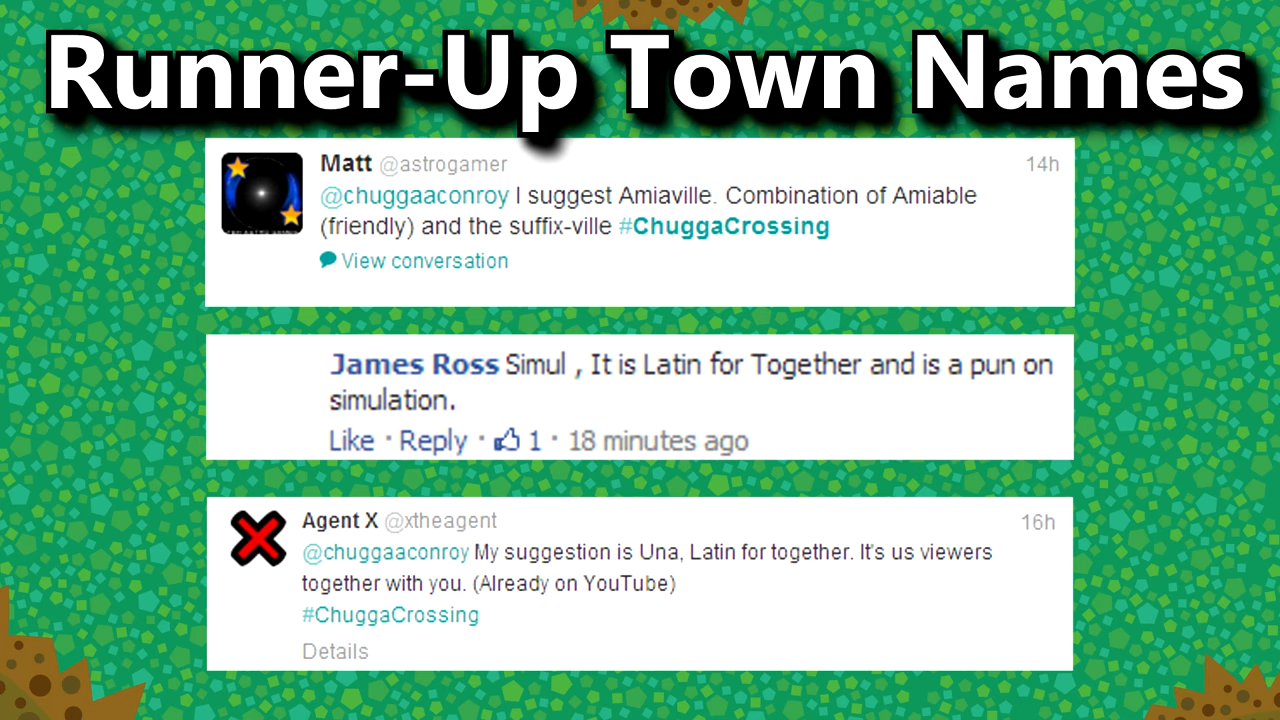 Runner-Up Town Names
Matt @astrogamer 14h
@chuggaaconroy I suggest Amiaville. Combination of Amiable
(friendly) and the suffix-ville #ChuggaCrossing
View conversation
James Ross Simul , It is Latin for Together and is a pun on
simulation.
Like · Reply · 1 · 18 minutes ago
Agent X @xtheagent 16h
@chuggaaconroy My suggestion is Una, Latin for together. It's us viewers
together with you. (Already on YouTube)
#ChuggaCrossing
Details